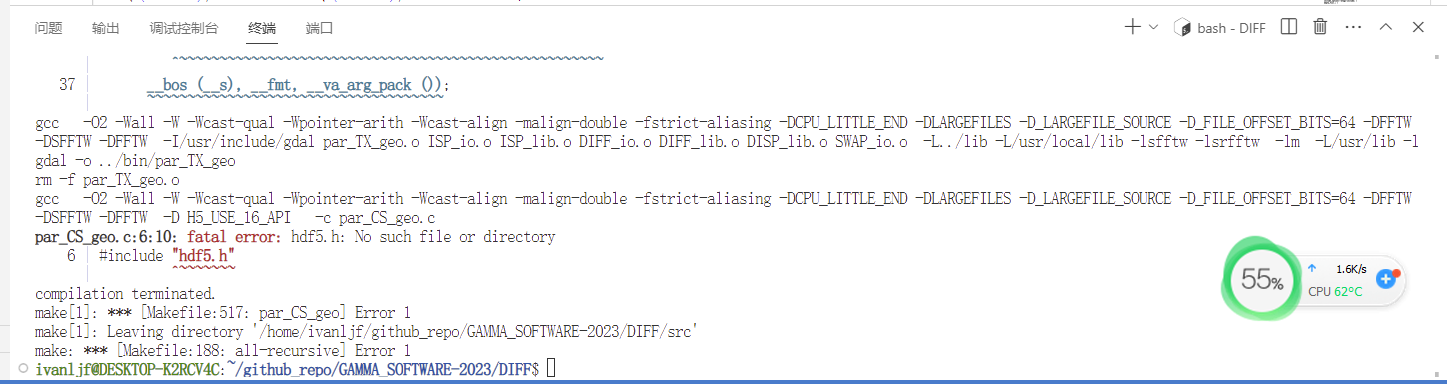 问题 输出 调试控制台 终端 端口 bash - DIFF
37 | __bos (__s), __fmt, __va_arg_pack ());
gcc -O2 -Wall -W -Wcast-qual -Wpointer-arith -Wcast-align -malign-double -fstrict-aliasing -DCPU_LITTLE_END -DLARGEFILES -D_LARGEFILE_SOURCE -D_FILE_OFFSET_BITS=64 -DFFTW
-DSFFTW -DFFTW -I/usr/include/gdal par_TX_geo.o ISP_io.o ISP_lib.o DIFF_io.o DIFF_lib.o DISP_lib.o SWAP_io.o -L../lib -L/usr/local/lib -lsfftw -lsrfftw -lm -L/usr/lib -l
gdal -o ../bin/par_TX_geo
rm -f par_TX_geo.o
gcc -O2 -Wall -W -Wcast-qual -Wpointer-arith -Wcast-align -malign-double -fstrict-aliasing -DCPU_LITTLE_END -DLARGEFILES -D_LARGEFILE_SOURCE -D_FILE_OFFSET_BITS=64 -DFFTW
-DSFFTW -DFFTW -D H5_USE_16_API -c par_CS_geo.c
par_CS_geo.c:6:10: fatal error: hdf5.h: No such file or directory
6 | #include "hdf5.h"
55%
1.6K/s
CPU 62°C
compilation terminated.
make[1]: *** [Makefile:517: par_CS_geo] Error 1
make[1]: Leaving directory '/home/ivanljf/github_repo/GAMMA_SOFTWARE-2023/DIFF/src'
make: *** [Makefile:188: all-recursive] Error 1
ivanljf@DESKTOP-K2RCV4C:~/github_repo/GAMMA_SOFTWARE-2023/DIFF$